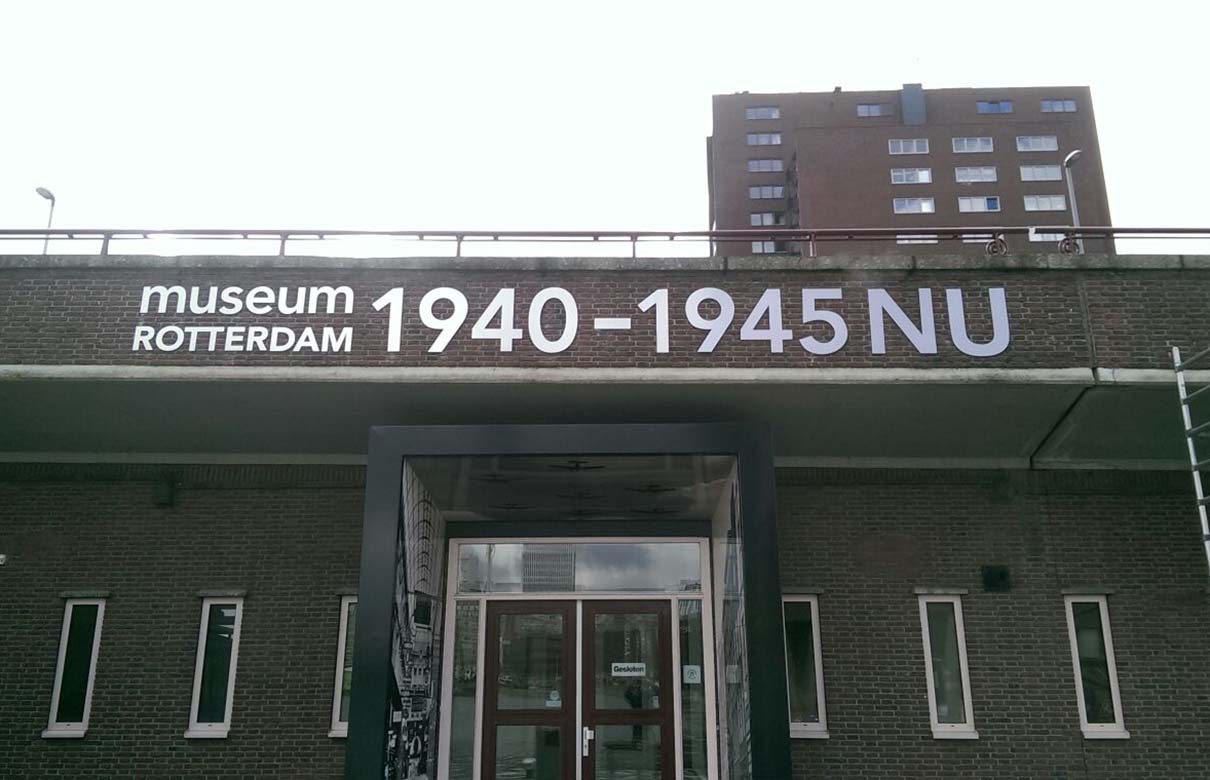 museum
ROTTERDAM
1940-1945 NU
Gesloten